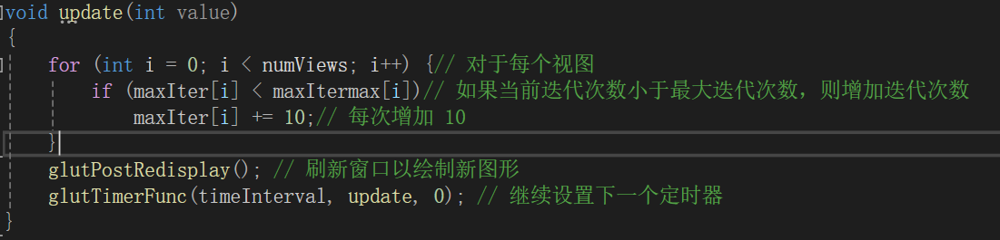 void update(int value)
{
for (int i = 0; i < numViews; i++) {// 对于每个视图
if (maxIter[i] < maxItermax[i])// 如果当前迭代次数小于最大迭代次数，则增加迭代次数
maxIter[i] += 10;// 每次增加 10
}
glutPostRedisplay(); // 刷新窗口以绘制新图形
glutTimerFunc(timeInterval, update, 0); // 继续设置下一个定时器
}